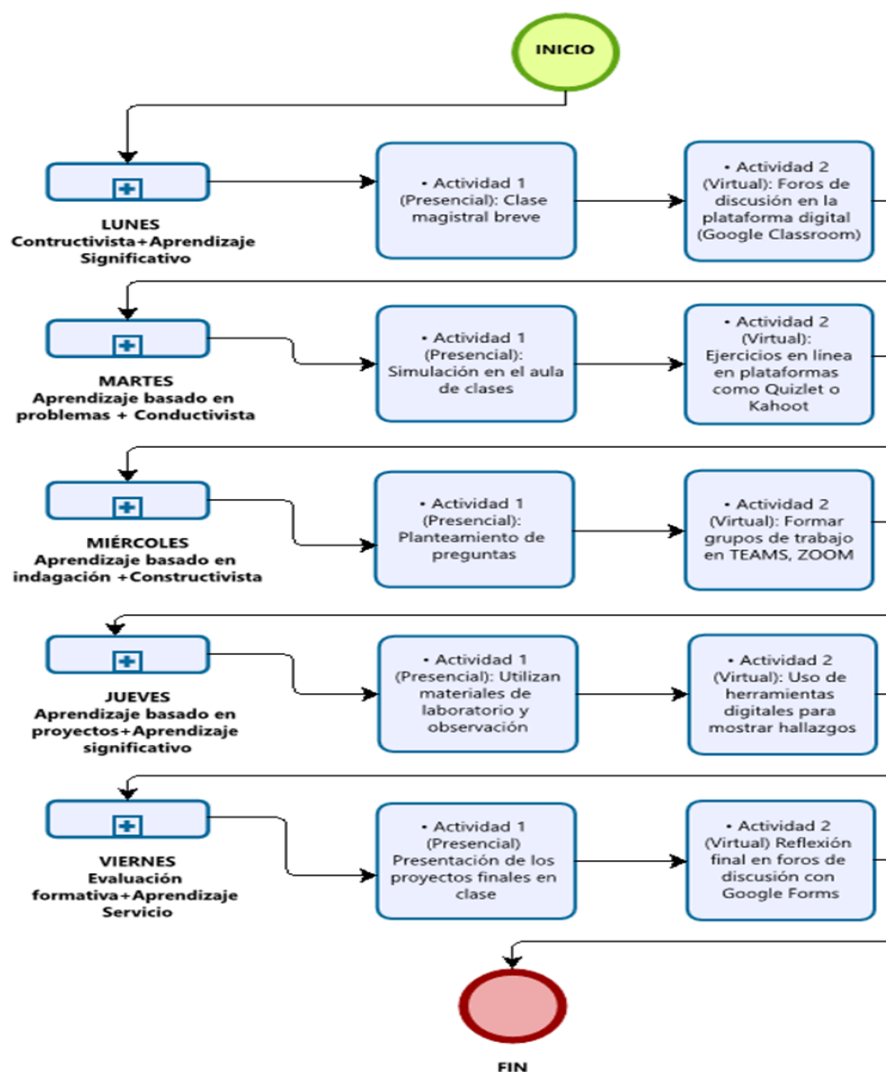 INICIO
LUNES
Contructivista+Aprendizaje
Significativo
• Actividad 1
(Presencial): Clase
magistral breve
• Actividad 2
(Virtual): Foros de
discusión en la
plataforma digital
(Google Classroom)
MARTES
Aprendizaje basado en
problemas + Conductivista
• Actividad 1
(Presencial):
Simulación en el aula
de clases
• Actividad 2
(Virtual):
Ejercicios en línea
en plataformas
como Quizlet o
Kahoot
MIÉRCOLES
Aprendizaje basado en
indagación +Constructivista
• Actividad 1
(Presencial):
Planteamiento de
preguntas
• Actividad 2
(Virtual): Formar
grupos de trabajo
en TEAMS, ZOOM
JUEVES
Aprendizaje basado en
proyectos+Aprendizaje
significativo
• Actividad 1
(Presencial): Utilizan
materiales de
laboratorio y
observación
• Actividad 2
(Virtual): Uso de
herramientas
digitales para
mostrar hallazgos
VIERNES
Evaluación
formativa+Aprendizaje
Servicio
• Actividad 1
(Presencial)
Presentación de los
proyectos finales en
clase
• Actividad 2
(Virtual) Reflexión
final en foros de
discusión con
Google Forms
FIN